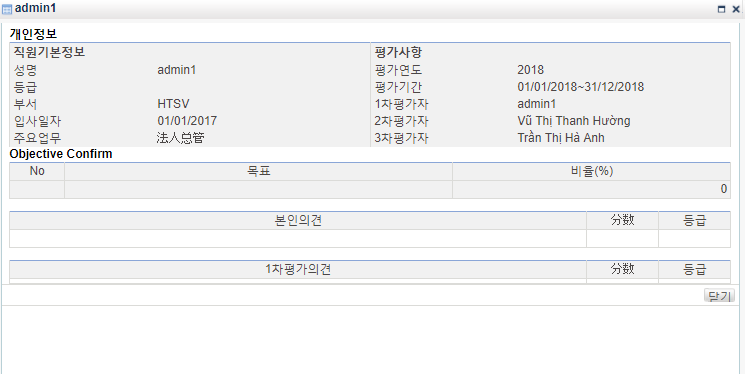 admin1
개인정보
직원기본정보 평가사항
성명 admin1 평가연도 2018
등급 평가기간 01/01/2018~31/12/2018
부서 HTSV 1차평가자 admin1
입사일자 01/01/2017 2차평가자 Vũ Thị Thanh Hường
주요업무 法人总管 3차평가자 Trần Thị Hà Anh
Objective Confirm
No 목표 비율(%)
0
본인의견 分数 등급
1차평가의견 分数 등급
닫기